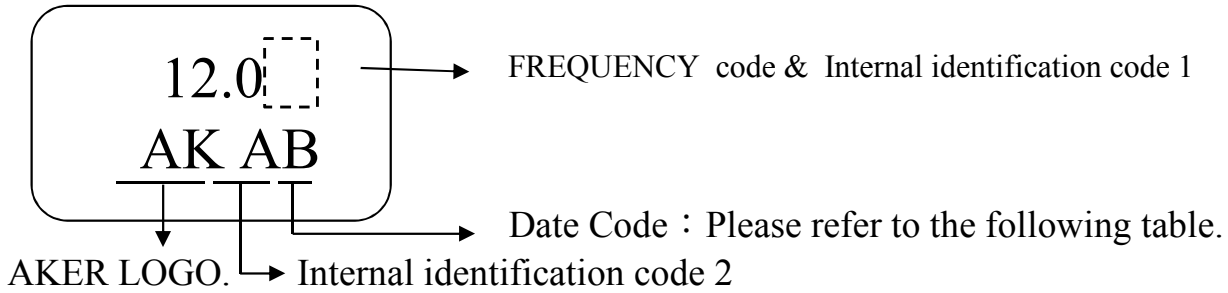 12.0
FREQUENCY code & Internal identification code 1
AK AB
Date Code：Please refer to the following table.
AKER LOGO.
Internal identification code 2